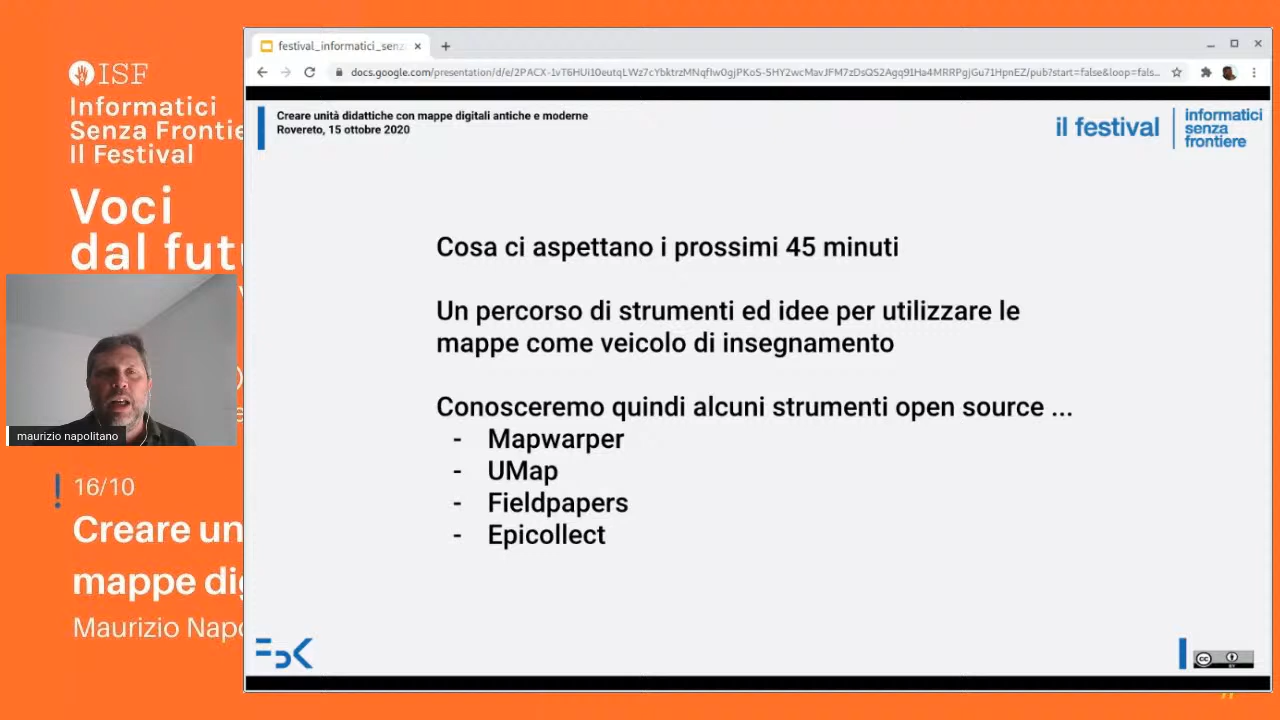 ISF
Informatici
Senza Frontie
Il Festival
Voci
dal futu
maurizio napolitano
16/10
Creare un
mappe dig
Maurizio Napo
festival_informatici_senz
docs.google.com/presentation/d/e/2PACX-1vT6HUi10eutqLWz7cYbktrzMNqfIw0gjPKoS-5HY2wcMavJFM7zDsQS2Agq91Ha4MRRPgjGu71HpnEZ/pub?start=false&loop=fals...
Creare unità didattiche con mappe digitali antiche e moderne
Rovereto, 15 ottobre 2020
il festival
informatici
senza
frontiere
Cosa ci aspettano i prossimi 45 minuti
Un percorso di strumenti ed idee per utilizzare le
mappe come veicolo di insegnamento
Conosceremo quindi alcuni strumenti open source ...
- Mapwarper
- UMap
- Fieldpapers
- Epicollect
FBK
cc
BY